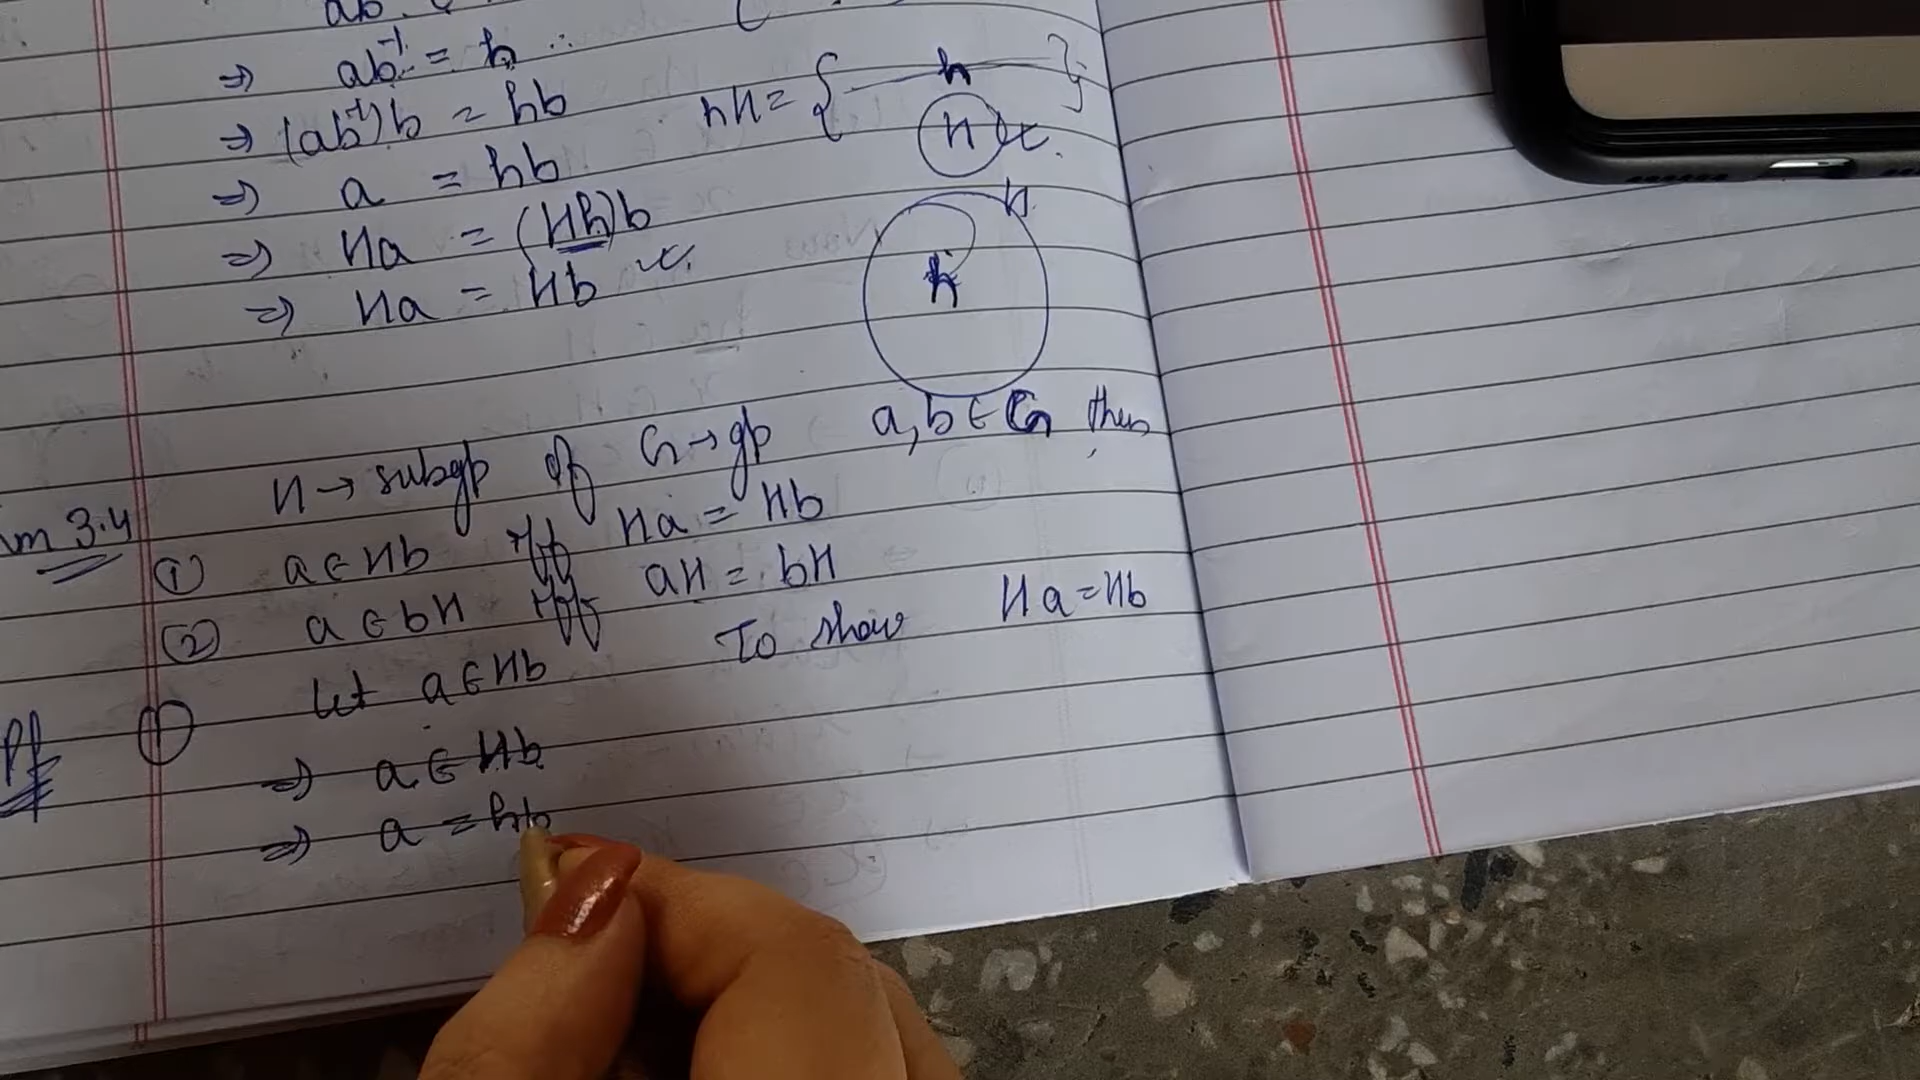 ab
⇒ ab⁻¹ = h
⇒ (ab⁻¹)b = hb
hH = { h }
⇒ a = hb
H
⇒ Ha = (Hh)b
H
⇒ Ha = Hb
h
H → subgp of G → gp a, b ∈ G then
m 3.4
① a ∈ Hb iff Ha = Hb
② a ∈ bH iff aH = bH
Pf ① let a ∈ Hb To show Ha = Hb
⇒ a ∈ Hb
⇒ a = hb